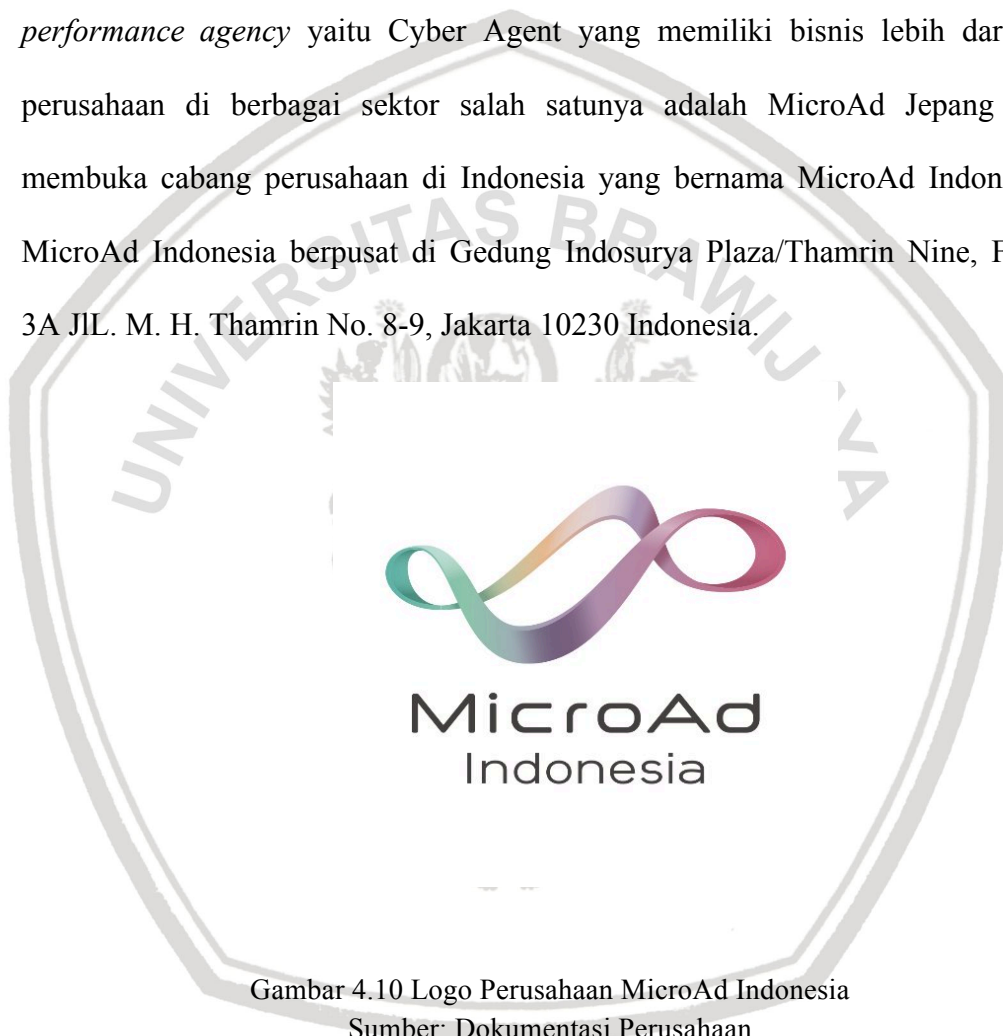 performance agency yaitu Cyber Agent yang memiliki bisnis lebih dar
perusahaan di berbagai sektor salah satunya adalah MicroAd Jepang
membuka cabang perusahaan di Indonesia yang bernama MicroAd Indon
MicroAd Indonesia berpusat di Gedung Indosurya Plaza/Thamrin Nine, F
3A JlL. M. H. Thamrin No. 8-9, Jakarta 10230 Indonesia.
UNIVERSITAS BRAWIJAYA
MicroAd
Indonesia
Gambar 4.10 Logo Perusahaan MicroAd Indonesia
Sumber: Dokumentasi Perusahaan